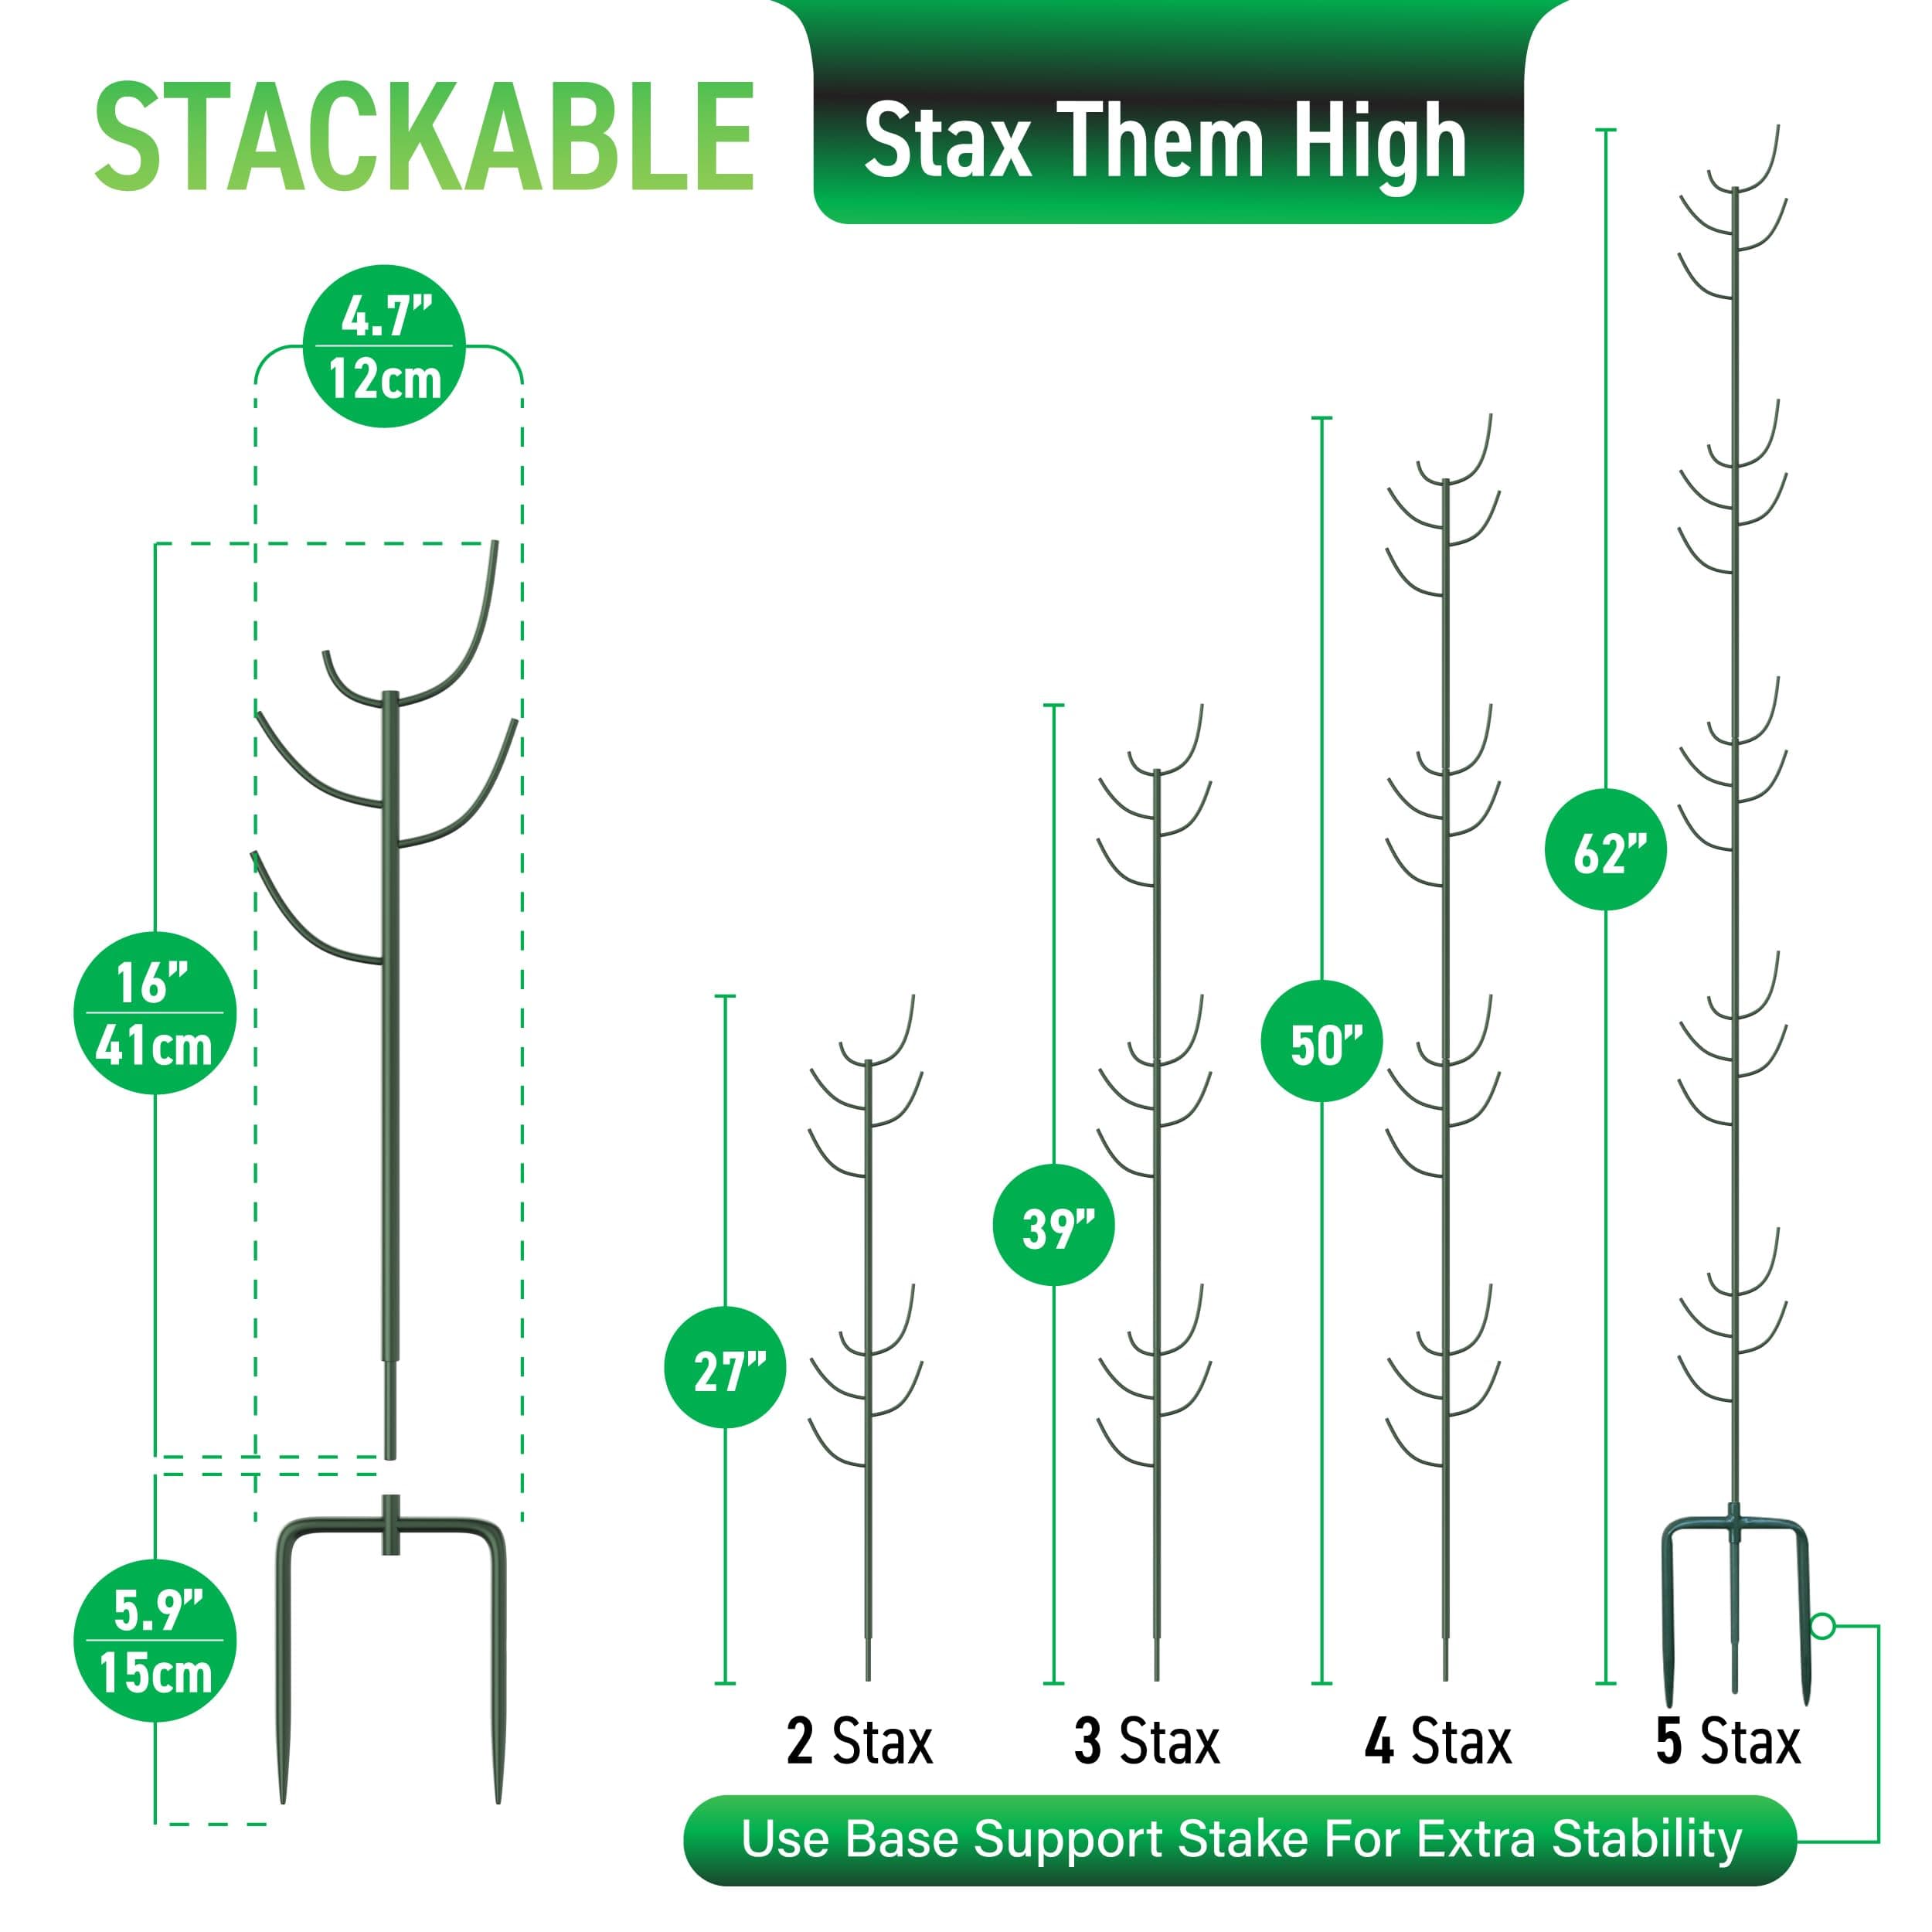 STACKABLE
Stax Them High
4.7”
12cm
16”
41cm
5.9”
15cm
27”
39”
50”
62”
2 Stax
3 Stax
4 Stax
5 Stax
Use Base Support Stake For Extra Stability